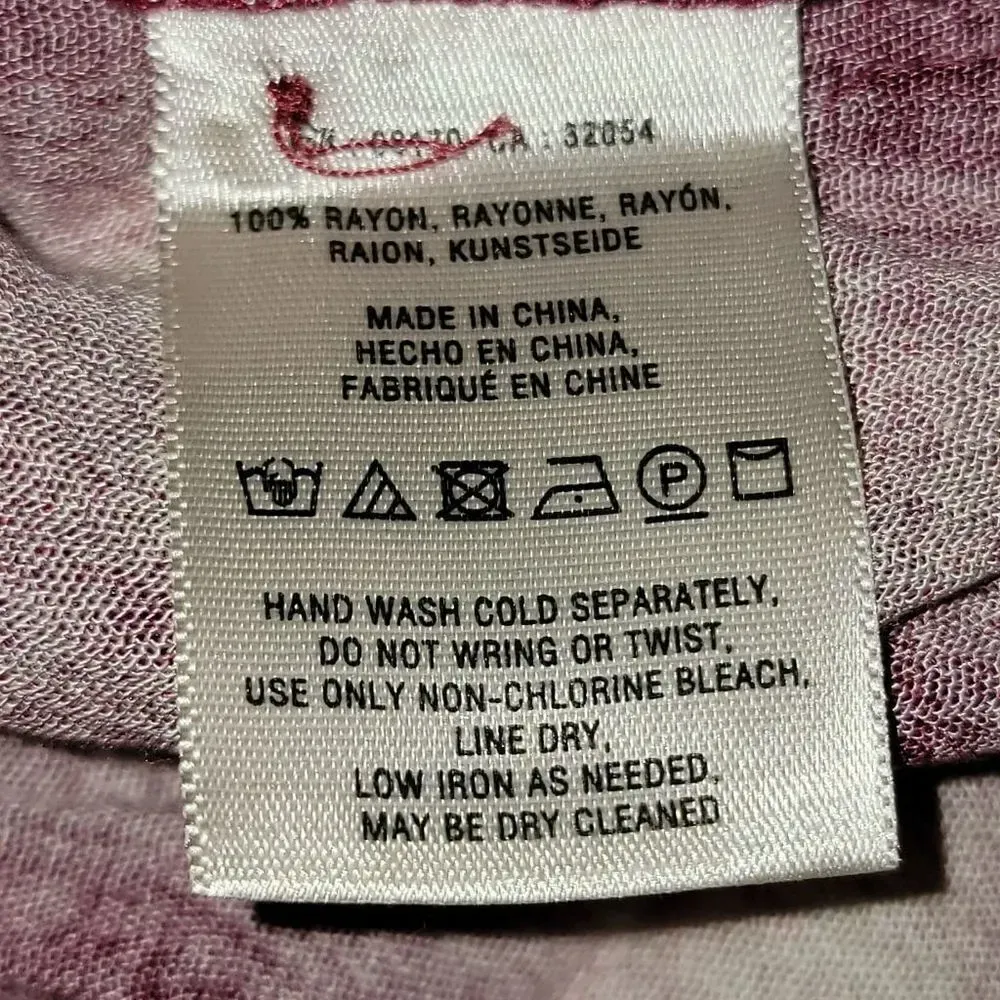 CA : 32054
100% RAYON, RAYONNE, RAYÓN,
RAION, KUNSTSEIDE
MADE IN CHINA,
HECHO EN CHINA,
FABRIQUÉ EN CHINE
P
HAND WASH COLD SEPARATELY,
DO NOT WRING OR TWIST,
USE ONLY NON-CHLORINE BLEACH,
LINE DRY,
LOW IRON AS NEEDED,
MAY BE DRY CLEANED